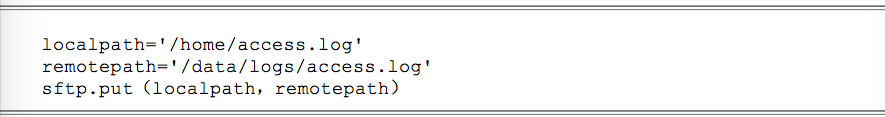 localpath='/home/access.log'
remotepath='/data/logs/access.log'
sftp.put（localpath，remotepath）